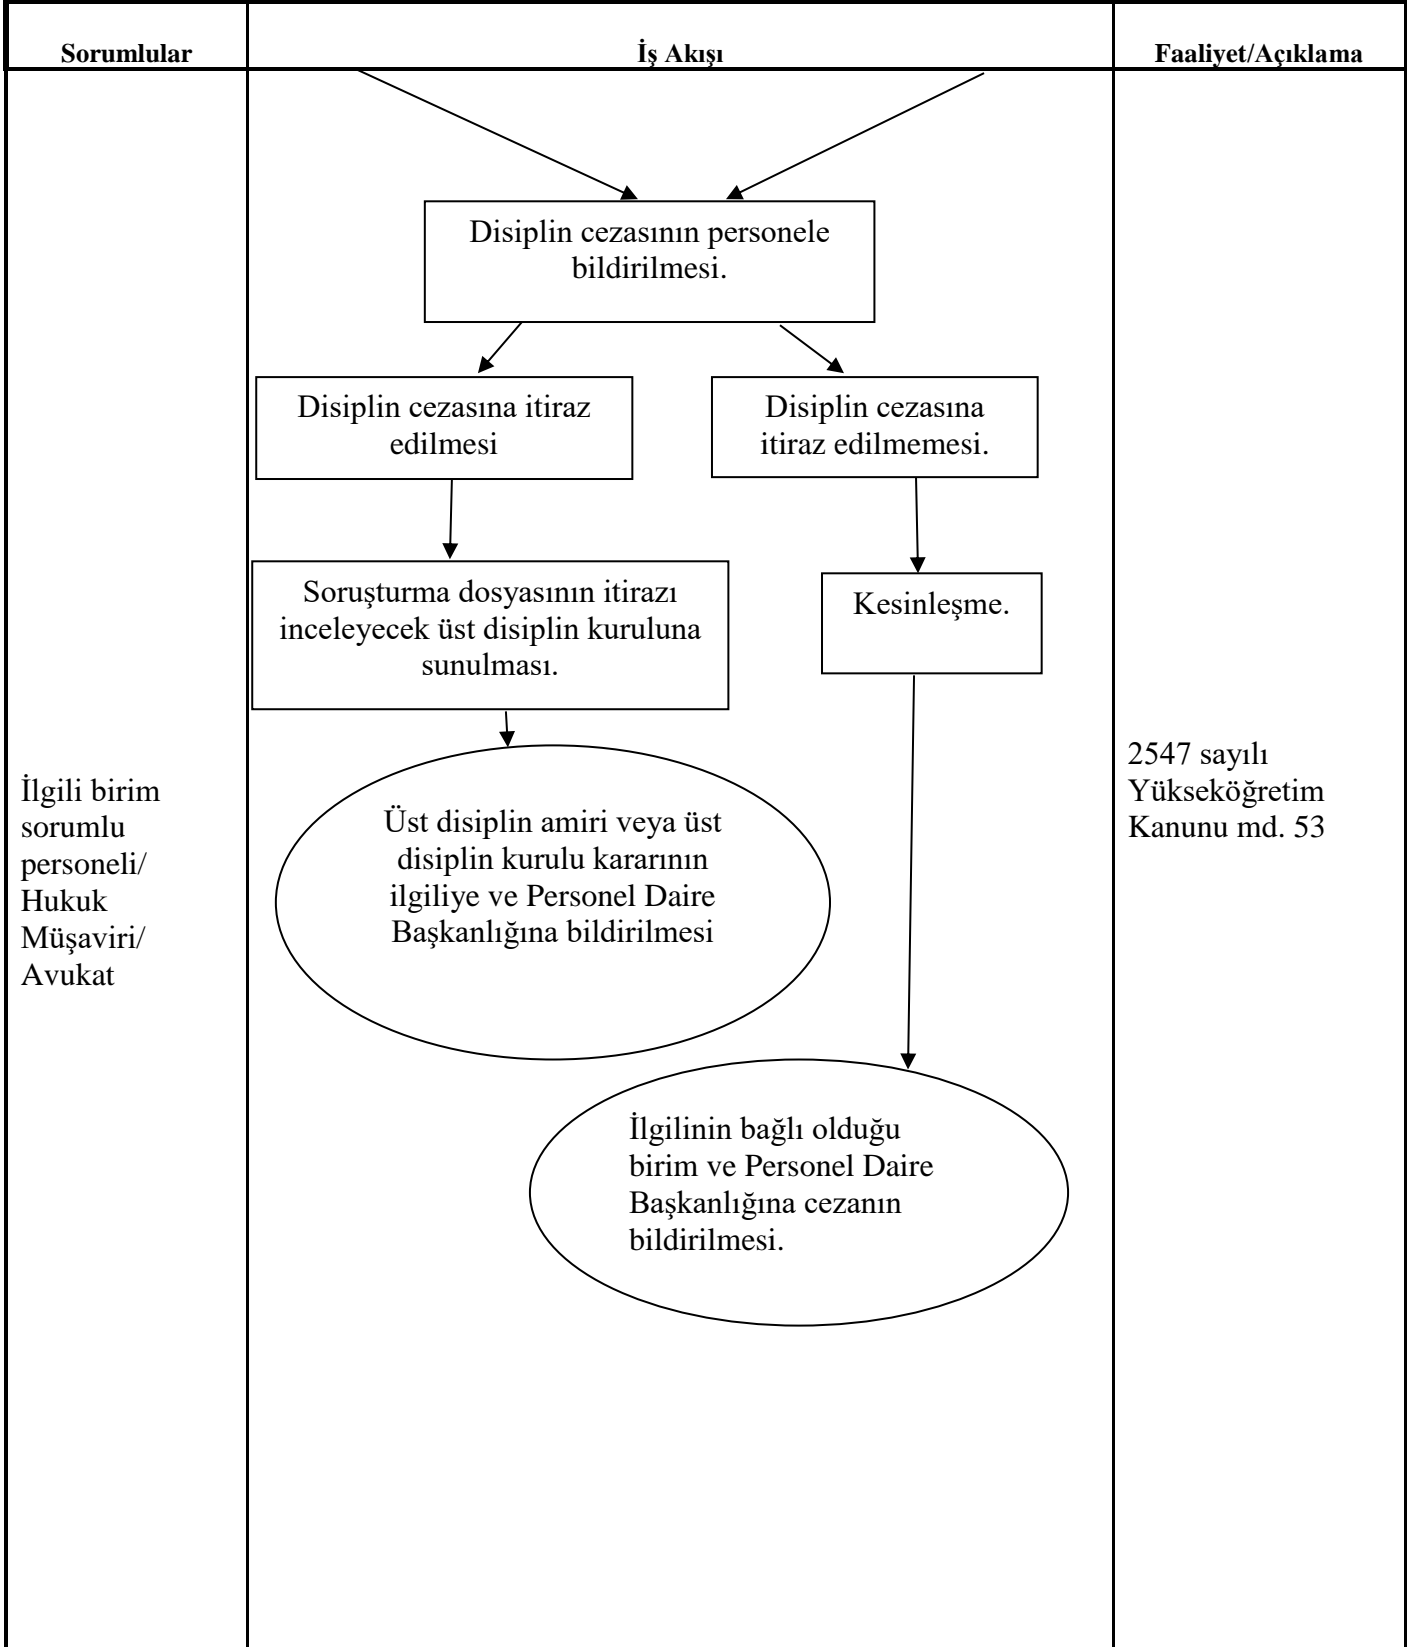 Sorumlular
İş Akışı
Faaliyet/Açıklama
Disiplin cezasının personele
bildirilmesi.
Disiplin cezasına itiraz
edilmesi
Disiplin cezasına
itiraz edilmemesi.
Soruşturma dosyasının itirazı
inceleyecek üst disiplin kuruluna
sunulması.
Kesinleşme.
İlgili birim
sorumlu
personeli/
Hukuk
Müşaviri/
Avukat
Üst disiplin amiri veya üst
disiplin kurulu kararının
ilgiliye ve Personel Daire
Başkanlığına bildirilmesi
2547 sayılı
Yükseköğretim
Kanunu md. 53
İlgilinin bağlı olduğu
birim ve Personel Daire
Başkanlığına cezanın
bildirilmesi.